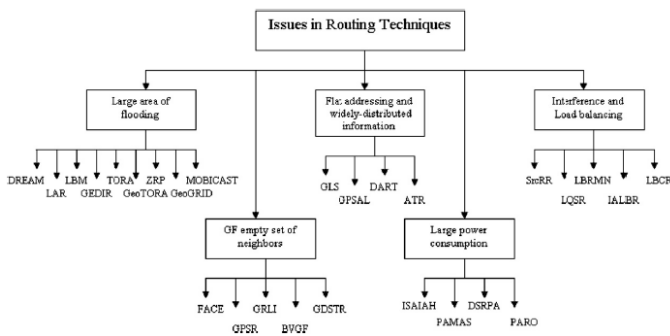 Issues in Routing Techniques
Large area of
flooding
Flat addressing and
widely-distributed
information
Interference and
Load balancing
DREAM LBM TORA ZRP MOBICAST
LAR GEDIR GeoTORA GeoGRID
GLS DART
GPSAL ATR
SrcRR LBRMN LBCR
LQSR IALBR
GF empty set of
neighbors
Large power
consumption
FACE GRLI GDSTR
GPSR BVGF
ISAIAH DSRPA
PAMAS PARO